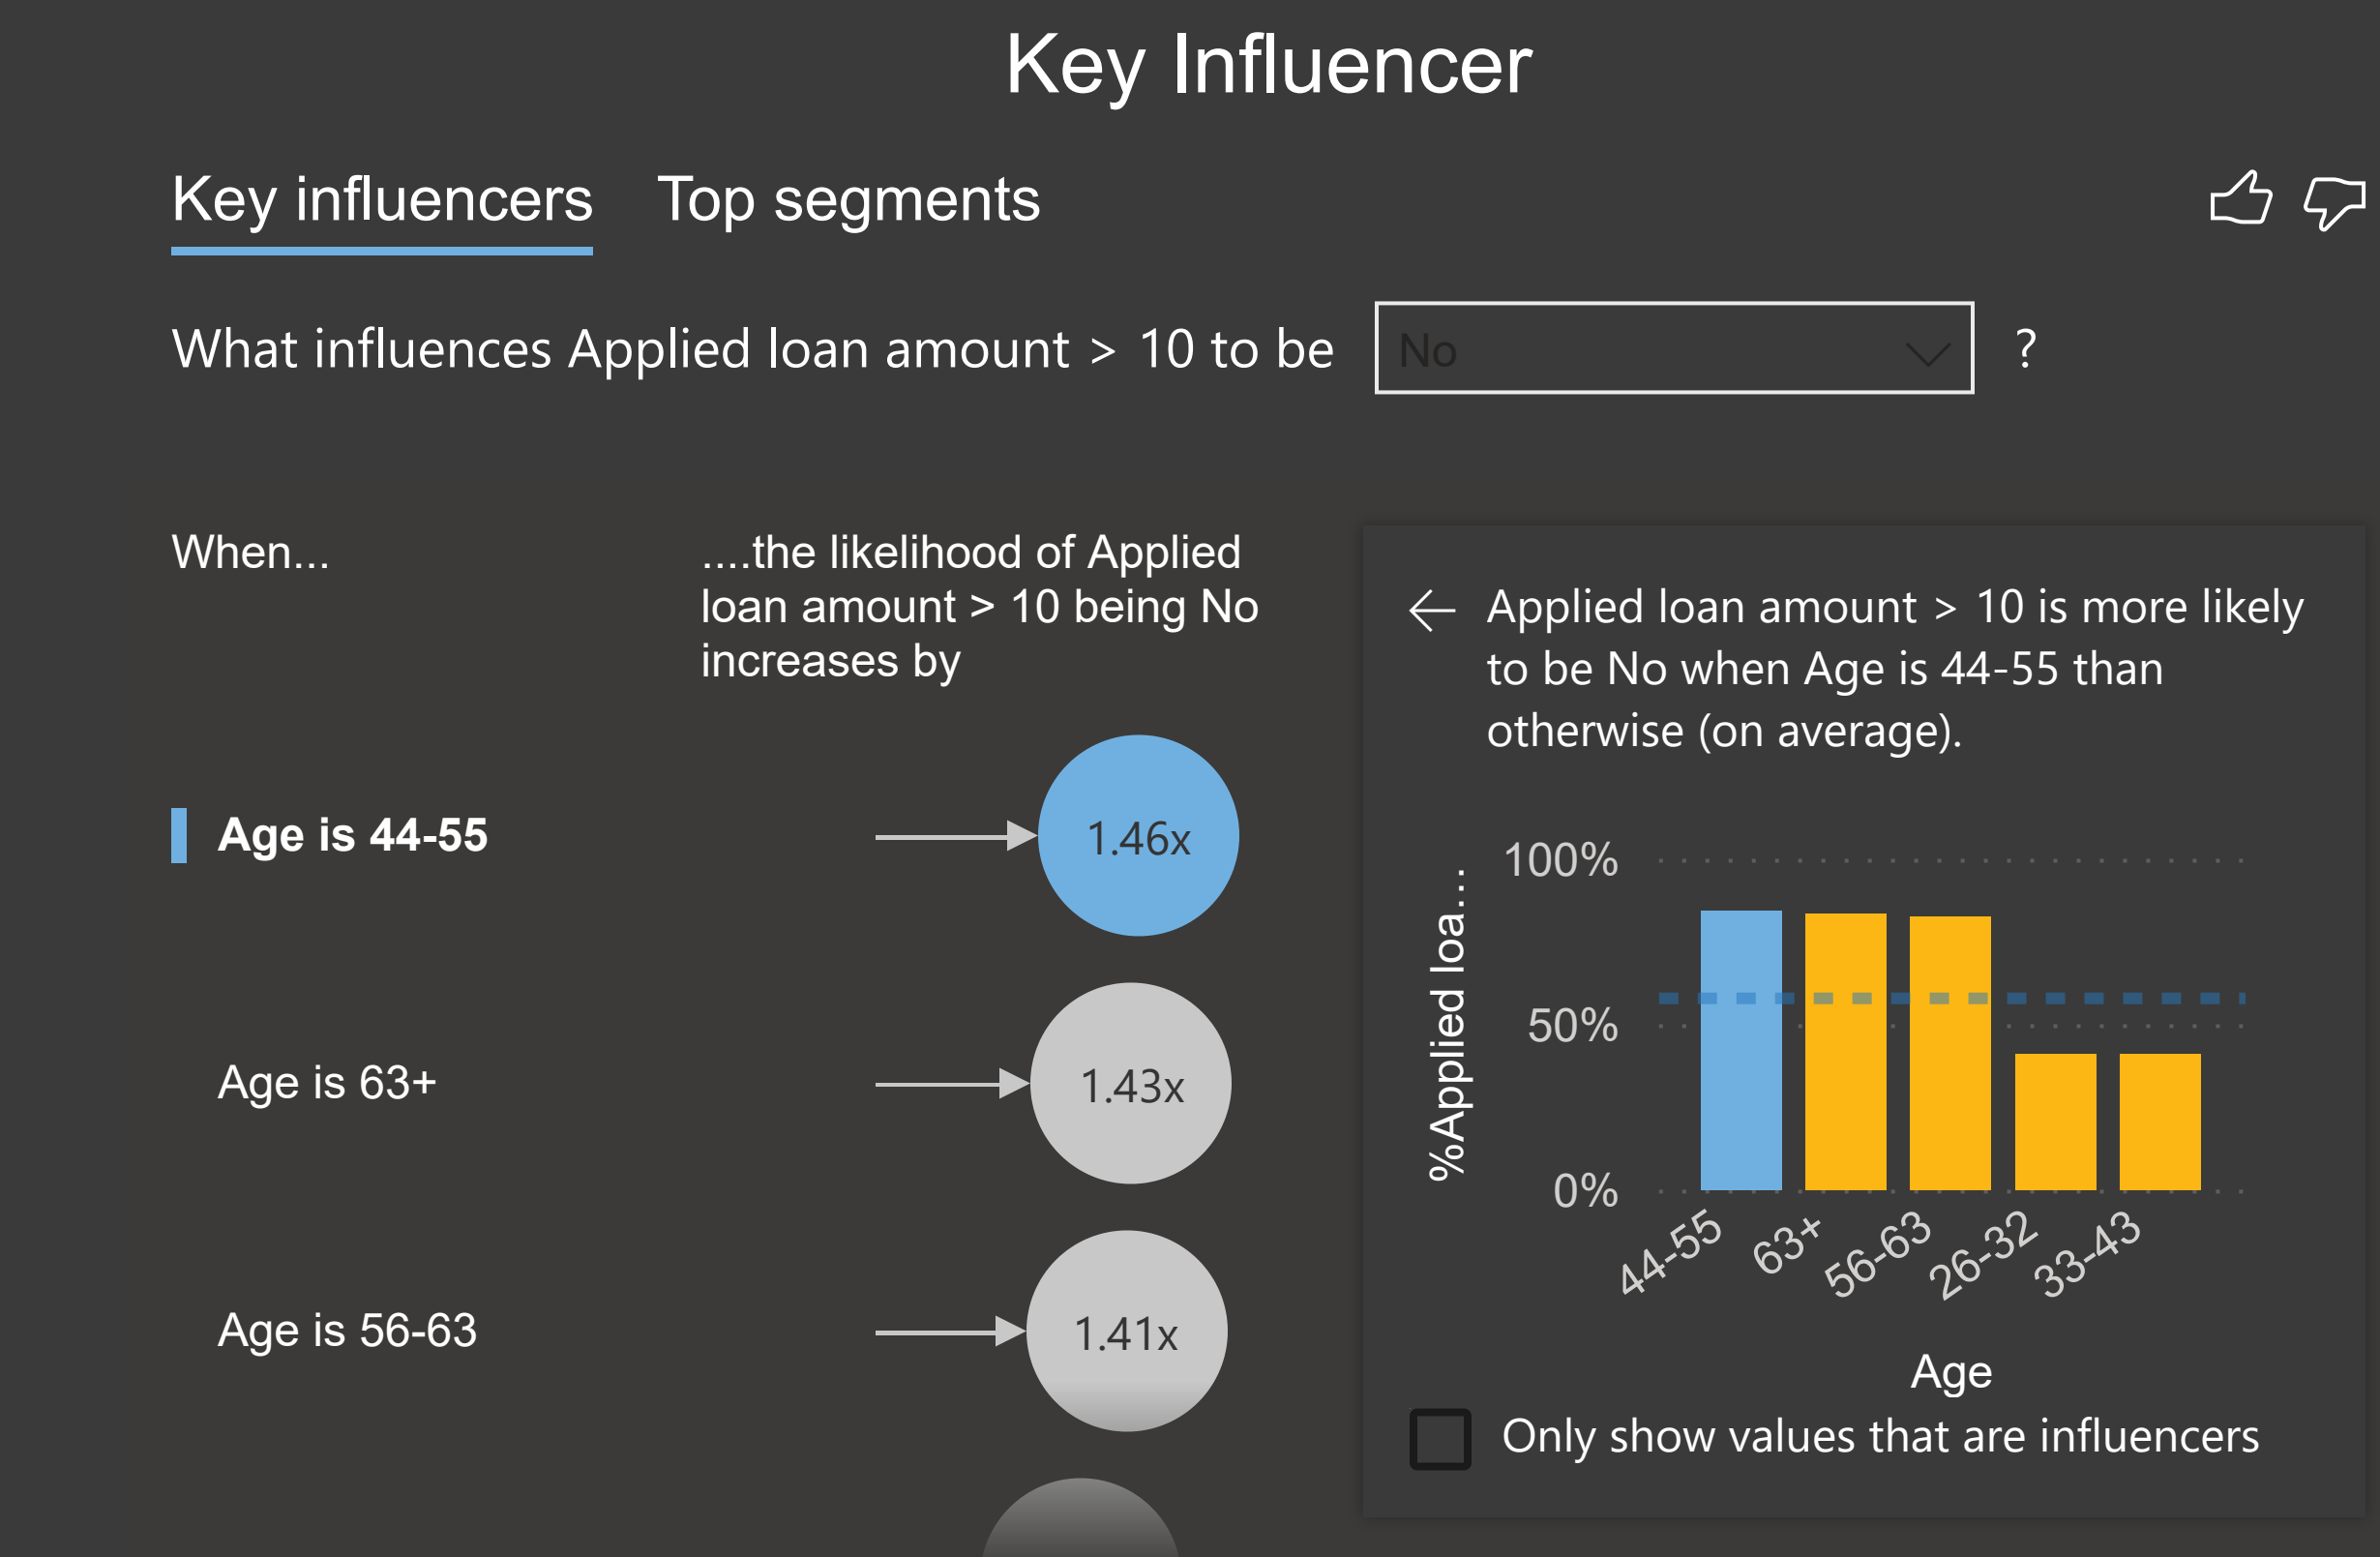 Key Influencer
Key influencers
Top segments
What influences Applied loan amount > 10 to be
No
?
When...
....the likelihood of Applied
loan amount > 10 being No
increases by
Age is 44-55
1.46x
Age is 63+
1.43x
Age is 56-63
1.41x
Applied loan amount > 10 is more likely
to be No when Age is 44-55 than
otherwise (on average).
%Applied loa...
100%
50%
0%
44-55
63+
56-63
26-32
33-43
Age
Only show values that are influencers